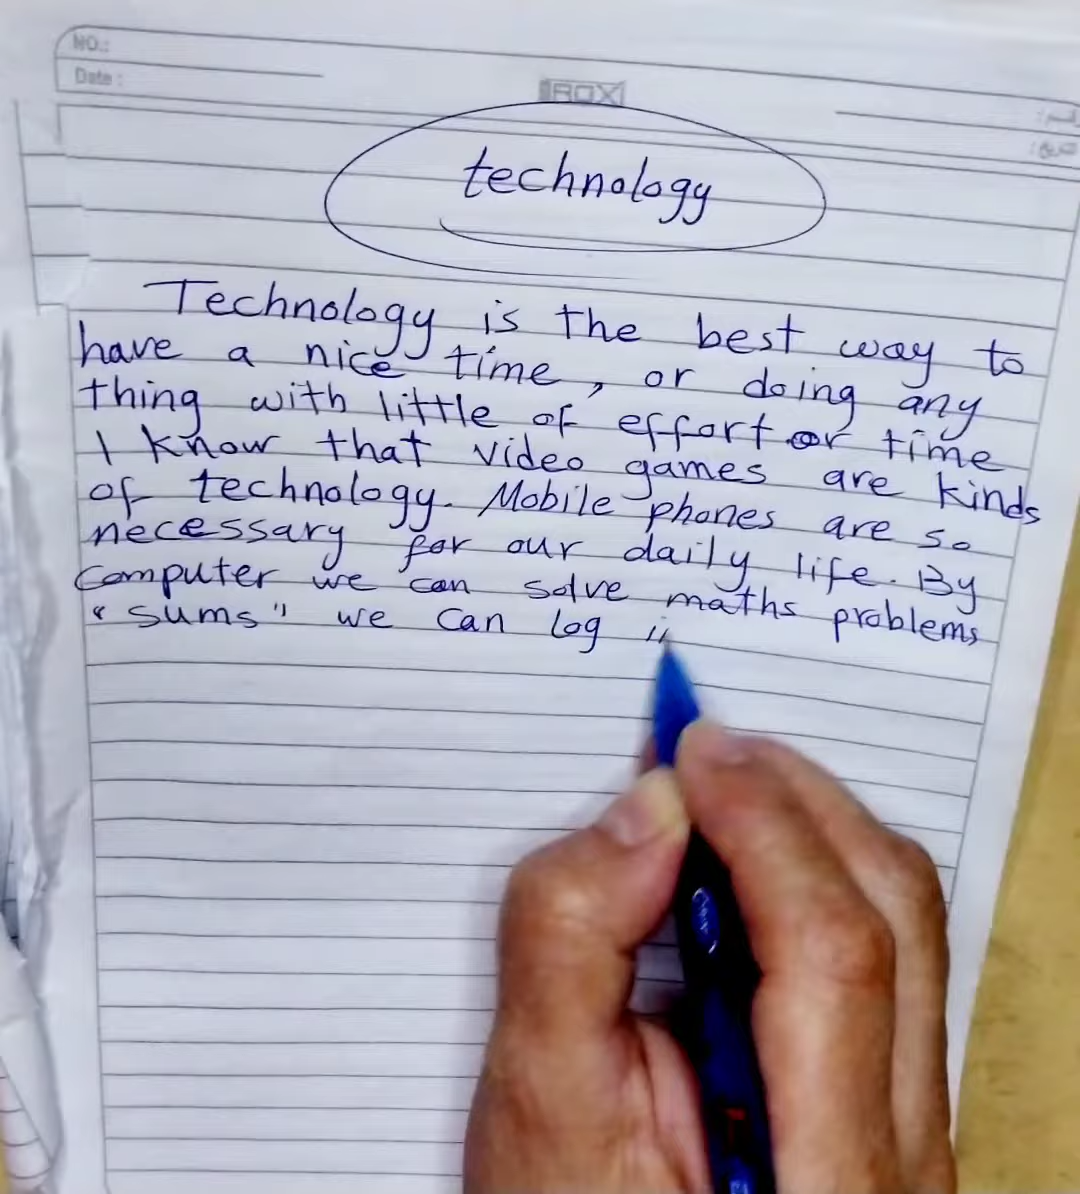 NO.:
Date :
ROX
technology
Technology is the best way to
have a nice time, or doing any
thing with little of effort or time
I know that video games are kinds
of technology. Mobile phones are so
necessary for our daily life. By
computer we can solve maths problems
"sums" we can log